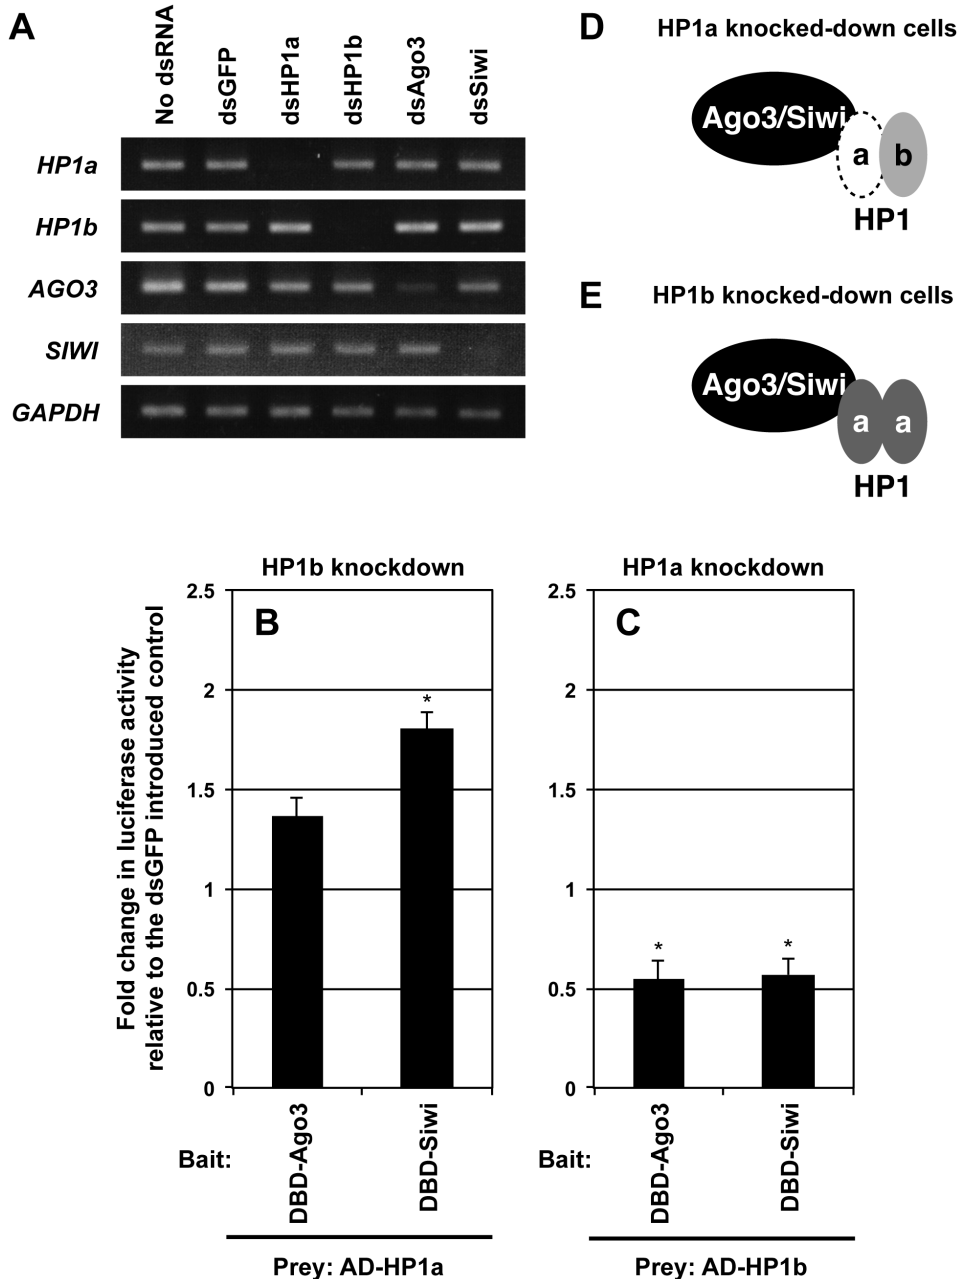 A
No dsRNA
dsGFP
dsHP1a
dsHP1b
dsAgo3
dsSiwi
HP1a
HP1b
AGO3
SIWI
GAPDH
D
HP1a knocked-down cells
Ago3/Siwi
a
b
HP1
E
HP1b knocked-down cells
Ago3/Siwi
a
a
HP1
HP1b knockdown
B
Fold change in luciferase activity
relative to the dsGFP introduced control
2.5
2
1.5
1
0.5
0
*
Bait:
DBD-Ago3
DBD-Siwi
Prey: AD-HP1a
HP1a knockdown
C
2.5
2
1.5
1
0.5
0
*
*
Bait:
DBD-Ago3
DBD-Siwi
Prey: AD-HP1b